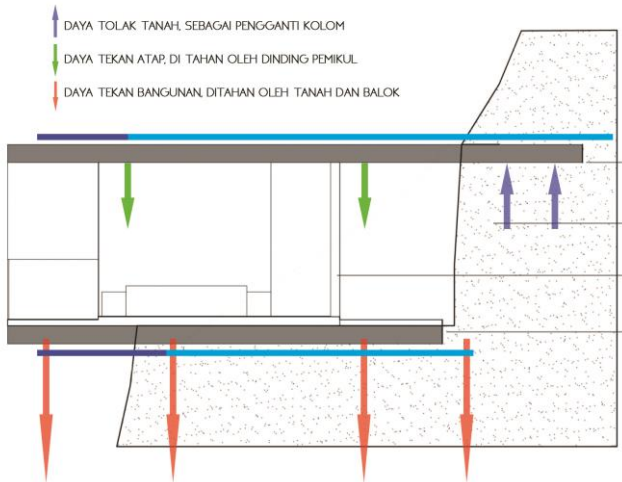 DAYA TOLAK TANAH, SEBAGAI PENGGANTI KOLOM
DAYA TEKAN ATAP, DI TAHAN OLEH DINDING PEMIKUL
DAYA TEKAN BANGUNAN, DITAHAN OLEH TANAH DAN BALOK